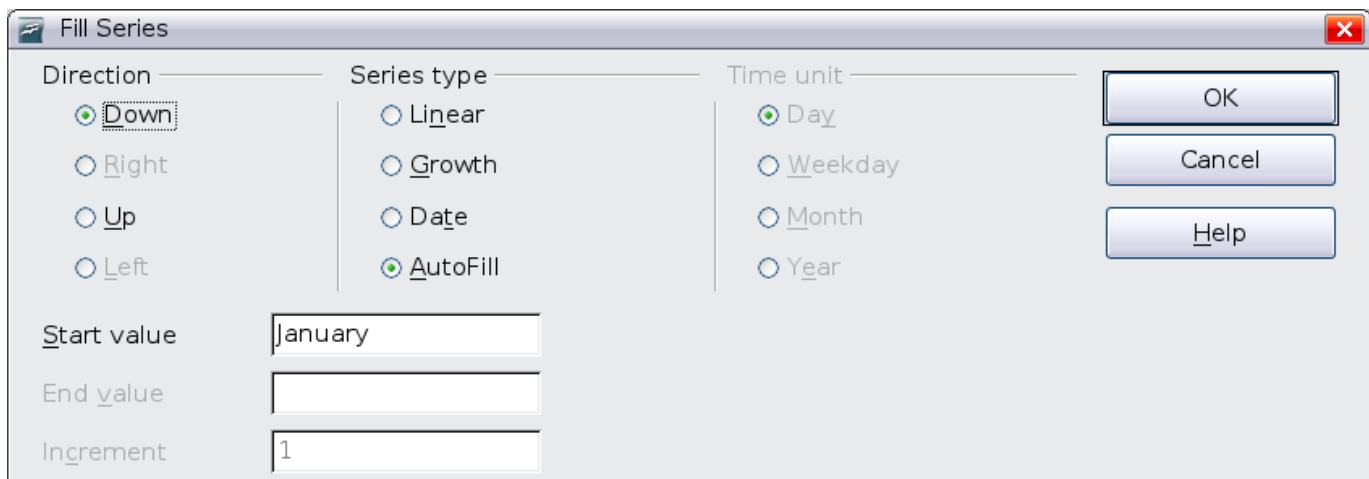 Fill Series
Direction
Down
Right
Up
Left
Series type
Linear
Growth
Date
AutoFill
Time unit
Day
Weekday
Month
Year
OK
Cancel
Help
Start value January
End value
Increment 1